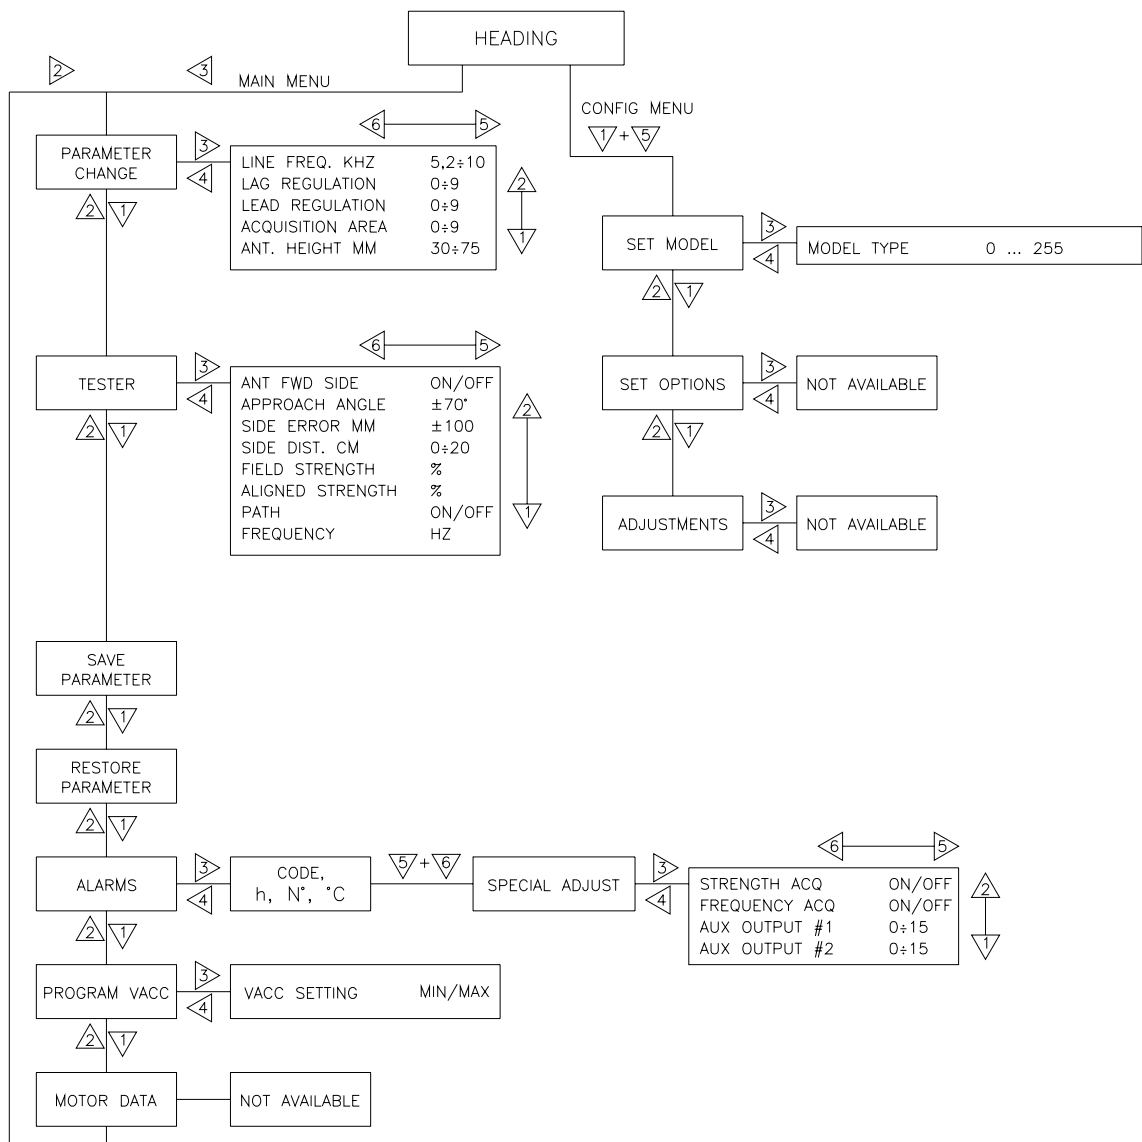 HEADING
2
3
MAIN MENU
CONFIG MENU
1 + 5
PARAMETER
CHANGE
3
4
6
5
LINE FREQ. KHZ 5,2÷10
LAG REGULATION 0÷9
LEAD REGULATION 0÷9
ACQUISITION AREA 0÷9
ANT. HEIGHT MM 30÷75
2
1
2
1
SET MODEL
3
4
MODEL TYPE 0 ... 255
2
1
TESTER
3
4
6
5
ANT FWD SIDE ON/OFF
APPROACH ANGLE ±70°
SIDE ERROR MM ±100
SIDE DIST. CM 0÷20
FIELD STRENGTH %
ALIGNED STRENGTH %
PATH ON/OFF
FREQUENCY HZ
2
1
2
1
SET OPTIONS
3
4
NOT AVAILABLE
2
1
ADJUSTMENTS
3
4
NOT AVAILABLE
SAVE
PARAMETER
2
1
RESTORE
PARAMETER
2
1
ALARMS
3
4
CODE,
h, N°, °C
5 + 6
SPECIAL ADJUST
3
4
6
5
STRENGTH ACQ ON/OFF
FREQUENCY ACQ ON/OFF
AUX OUTPUT #1 0÷15
AUX OUTPUT #2 0÷15
2
1
2
1
PROGRAM VACC
3
4
VACC SETTING MIN/MAX
2
1
MOTOR DATA
NOT AVAILABLE